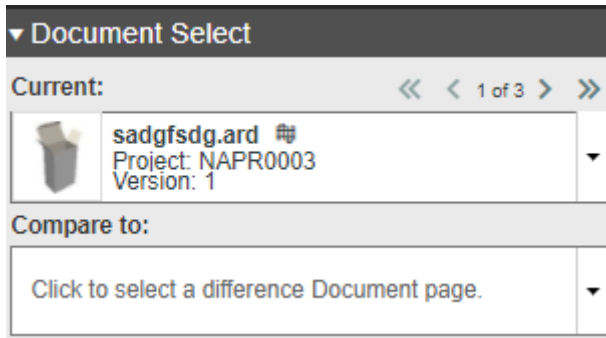 Document Select
Current:
1 of 3
sadgfsdg.ard
Project: NAPR0003
Version: 1
Compare to:
Click to select a difference Document page.